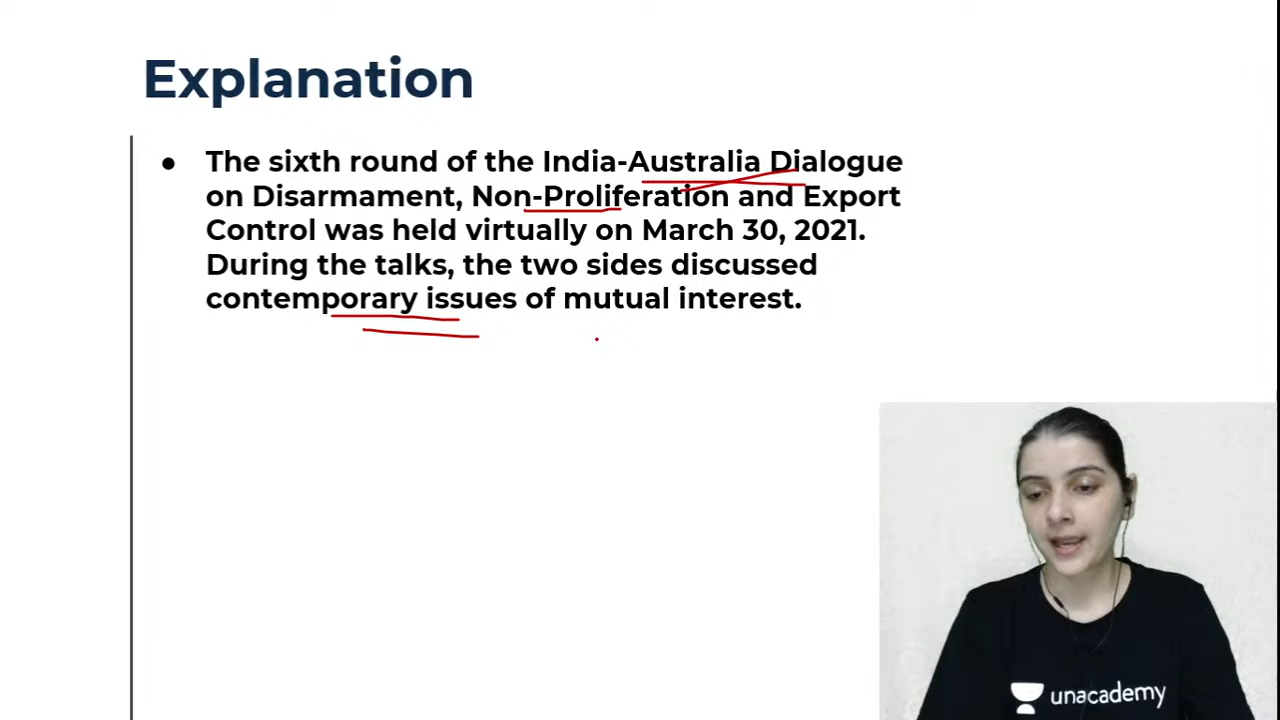 Explanation
● The sixth round of the India-Australia Dialogue
on Disarmament, Non-Proliferation and Export
Control was held virtually on March 30, 2021.
During the talks, the two sides discussed
contemporary issues of mutual interest.
unacademy